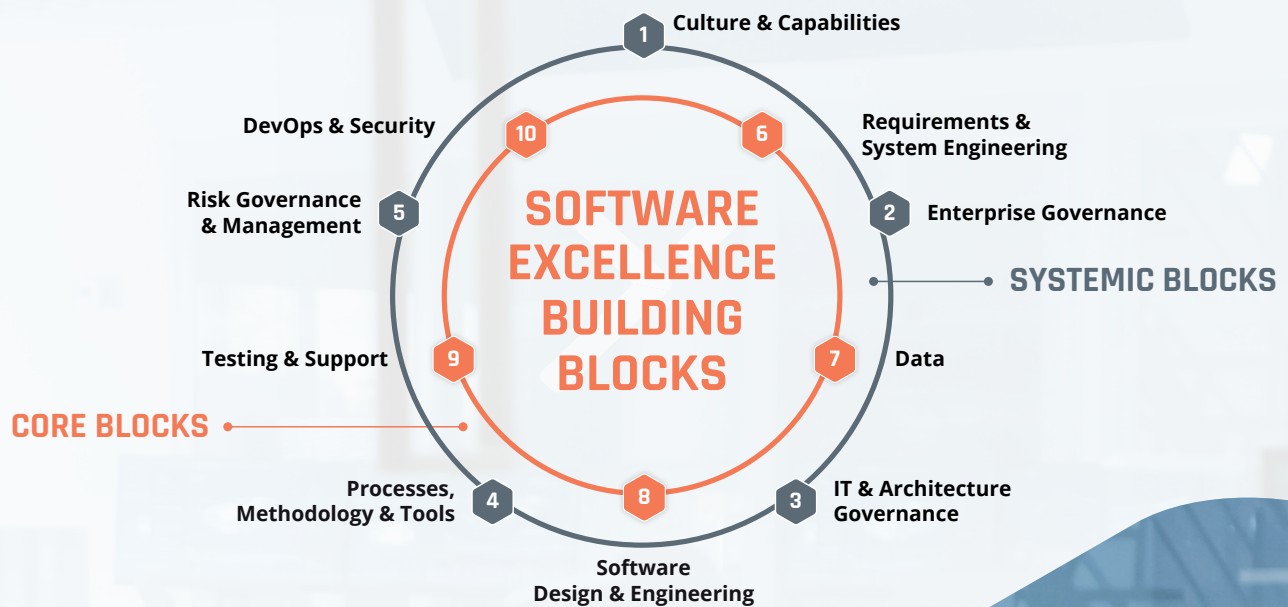 1
Culture & Capabilities
DevOps & Security
10
6
Requirements &
System Engineering
Risk Governance
& Management
5
SOFTWARE
EXCELLENCE
BUILDING
BLOCKS
2
Enterprise Governance
SYSTEMIC BLOCKS
Testing & Support
9
7
Data
CORE BLOCKS
Processes,
Methodology & Tools
4
8
3
IT & Architecture
Governance
Software
Design & Engineering